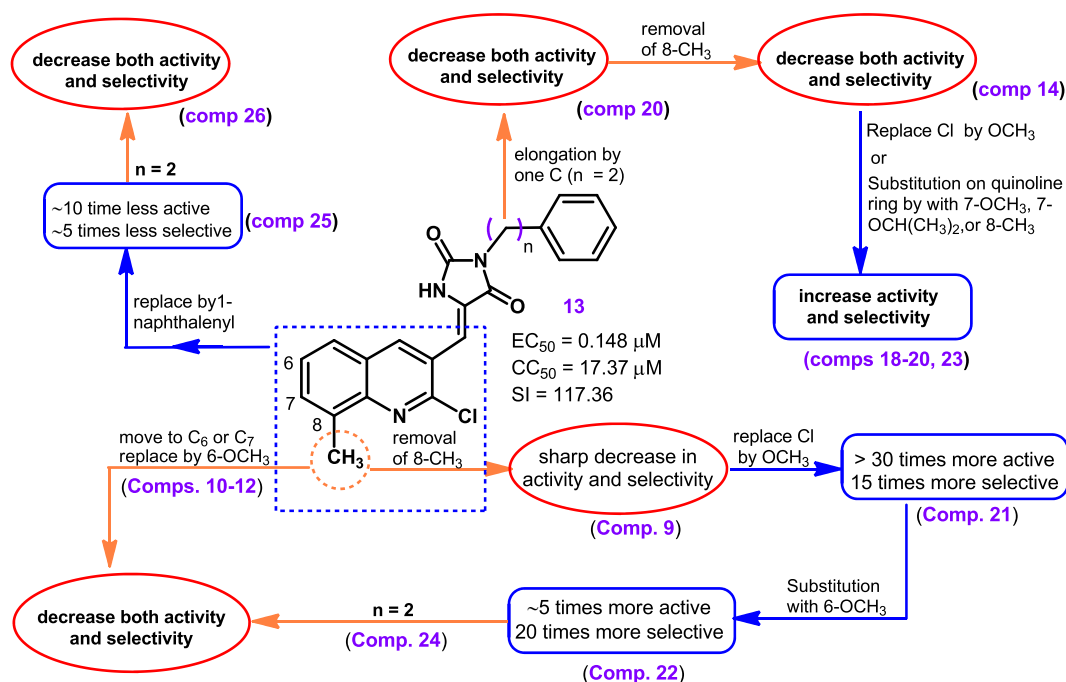 decrease both activity
and selectivity
(comp 26)
n = 2
~10 time less active
~5 times less selective
(comp 25)
replace by1-
naphthalenyl
decrease both activity
and selectivity
(comp. 20)
removal
of 8-CH3
decrease both activity
and selectivity
(comp 14)
elongation by
one C (n = 2)
Replace Cl by OCH3
or
Substitution on quinoline
ring by with 7-OCH3, 7-
OCH(CH3)2,or 8-CH3
increase activity
and selectivity
(comps 18-20, 23)
n
O
N
HN
O
13
EC50 = 0.148 μM
CC50 = 17.37 μM
SI = 117.36
6
7
8
N
Cl
CH3
move to C6 or C7
replace by 6-OCH3
(Comps. 10-12)
removal
of 8-CH3
sharp decrease in
activity and selectivity
(Comp. 9)
replace Cl
by OCH3
> 30 times more active
15 times more selective
(Comp. 21)
Substitution
with 6-OCH3
~5 times more active
20 times more selective
(Comp. 22)
n = 2
(Comp. 24)
decrease both activity
and selectivity